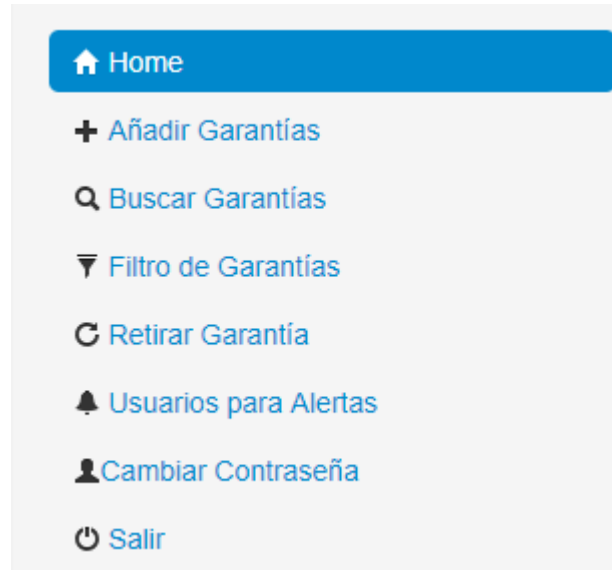 Home
Añadir Garantías
Buscar Garantías
Filtro de Garantías
Retirar Garantía
Usuarios para Alertas
Cambiar Contraseña
Salir